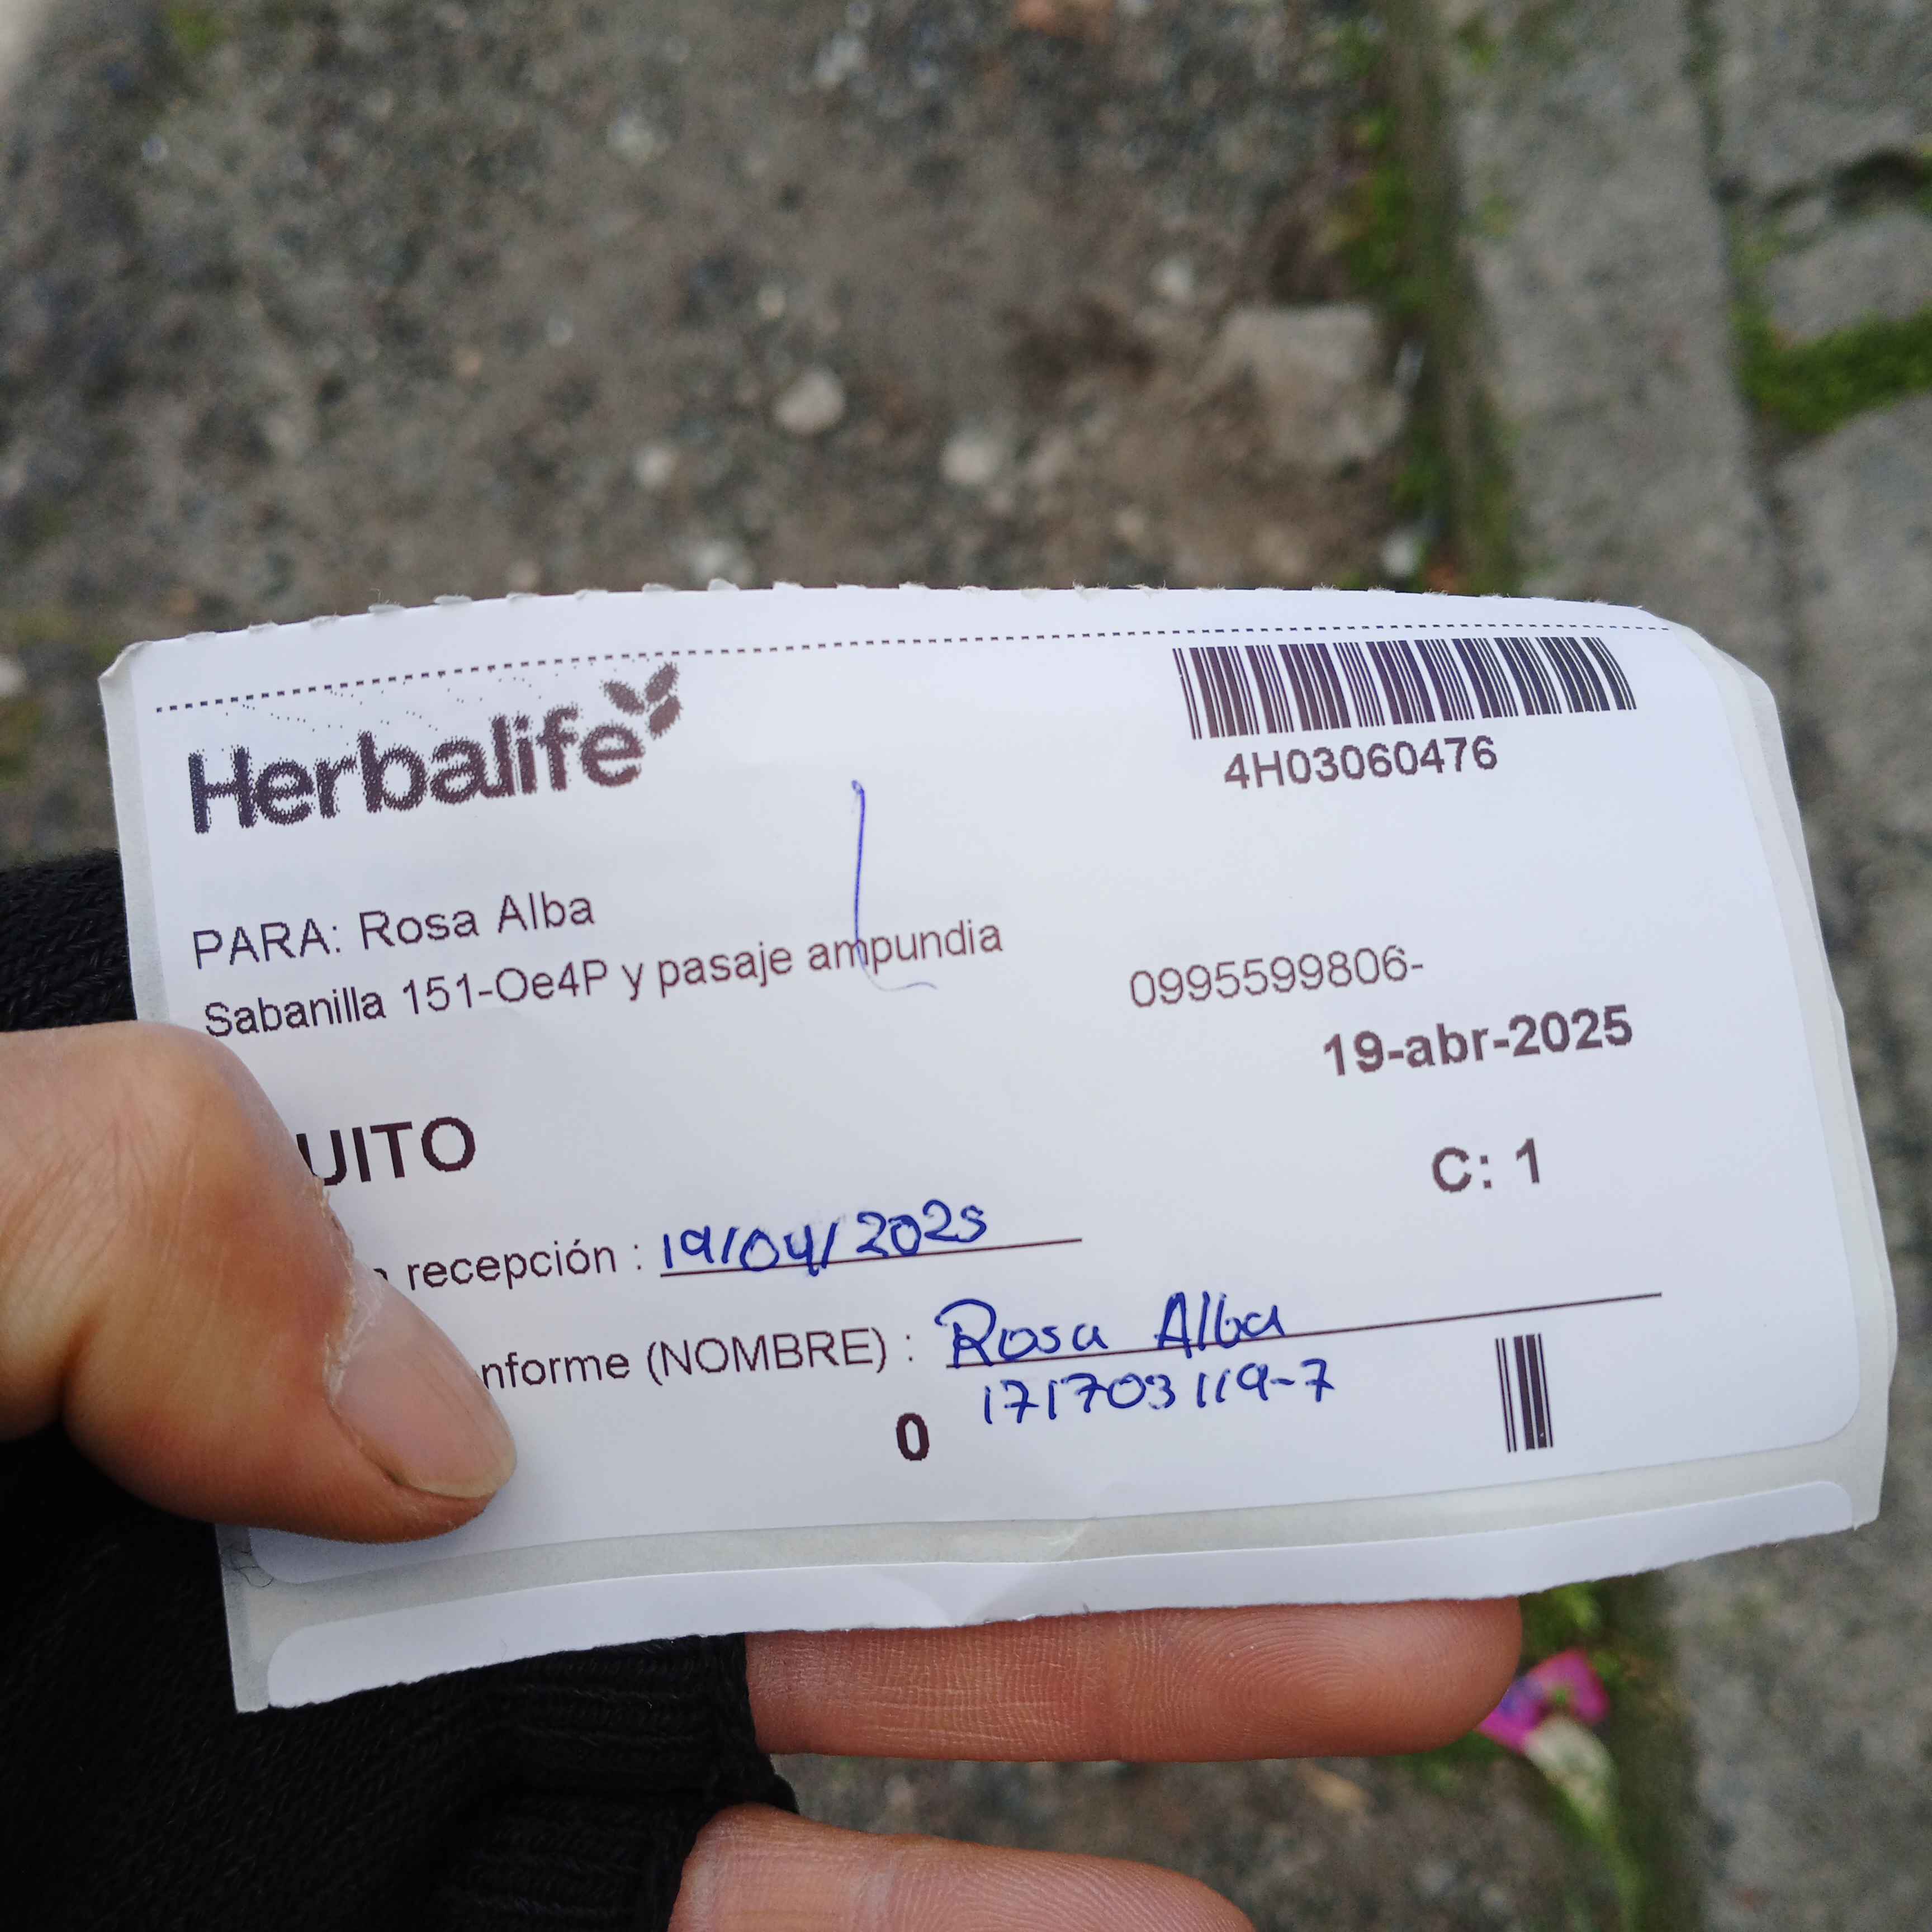 Herbalife
4H03060476
PARA: Rosa Alba
Sabanilla 151-Oe4P y pasaje ampundia
0995599806-
19-abr-2025
UITO
C: 1
recepción : 19/04/2025
nforme (NOMBRE) : Rosa Alba
171703119-7
0